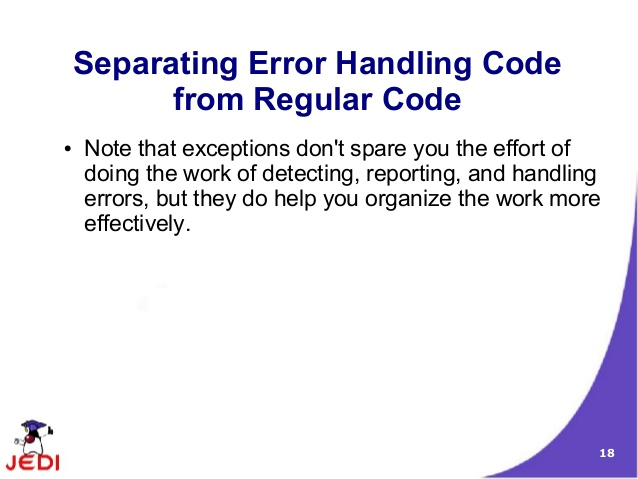 Separating Error Handling Code
from Regular Code
• Note that exceptions don't spare you the effort of
doing the work of detecting, reporting, and handling
errors, but they do help you organize the work more
effectively.
18
JEDI